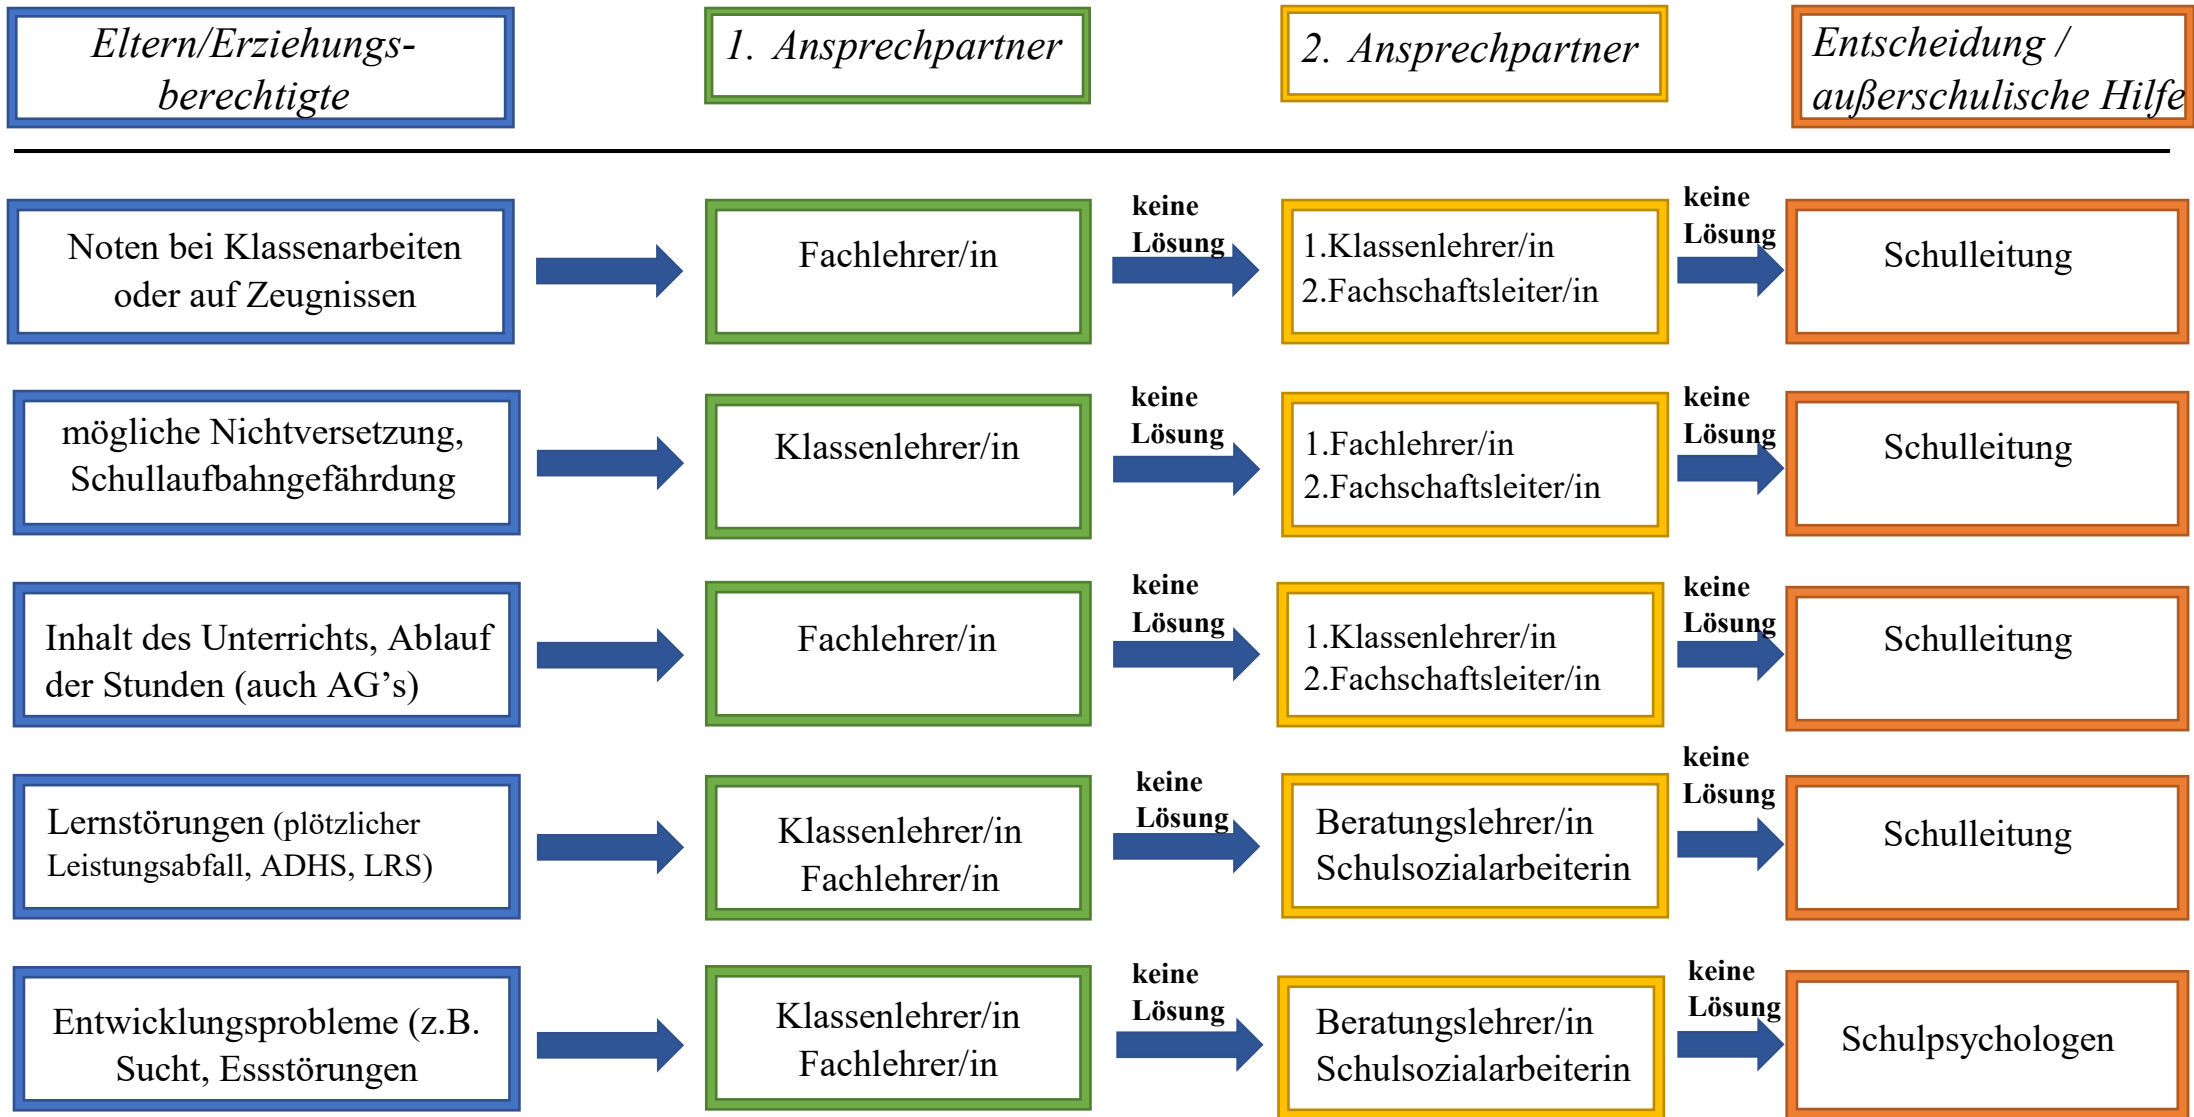 Eltern/Erziehungs-
berechtigte
1. Ansprechpartner
2. Ansprechpartner
Entscheidung /
außerschulische Hilfe
Noten bei Klassenarbeiten
oder auf Zeugnissen
Fachlehrer/in
keine
Lösung
1.Klassenlehrer/in
2.Fachschaftsleiter/in
keine
Lösung
Schulleitung
mögliche Nichtversetzung,
Schullaufbahngefährdung
Klassenlehrer/in
keine
Lösung
1.Fachlehrer/in
2.Fachschaftsleiter/in
keine
Lösung
Schulleitung
Inhalt des Unterrichts, Ablauf
der Stunden (auch AG’s)
Fachlehrer/in
keine
Lösung
1.Klassenlehrer/in
2.Fachschaftsleiter/in
keine
Lösung
Schulleitung
Lernstörungen (plötzlicher
Leistungsabfall, ADHS, LRS)
Klassenlehrer/in
Fachlehrer/in
keine
Lösung
Beratungslehrer/in
Schulsozialarbeiterin
keine
Lösung
Schulleitung
Entwicklungsprobleme (z.B.
Sucht, Essstörungen
Klassenlehrer/in
Fachlehrer/in
keine
Lösung
Beratungslehrer/in
Schulsozialarbeiterin
keine
Lösung
Schulpsychologen